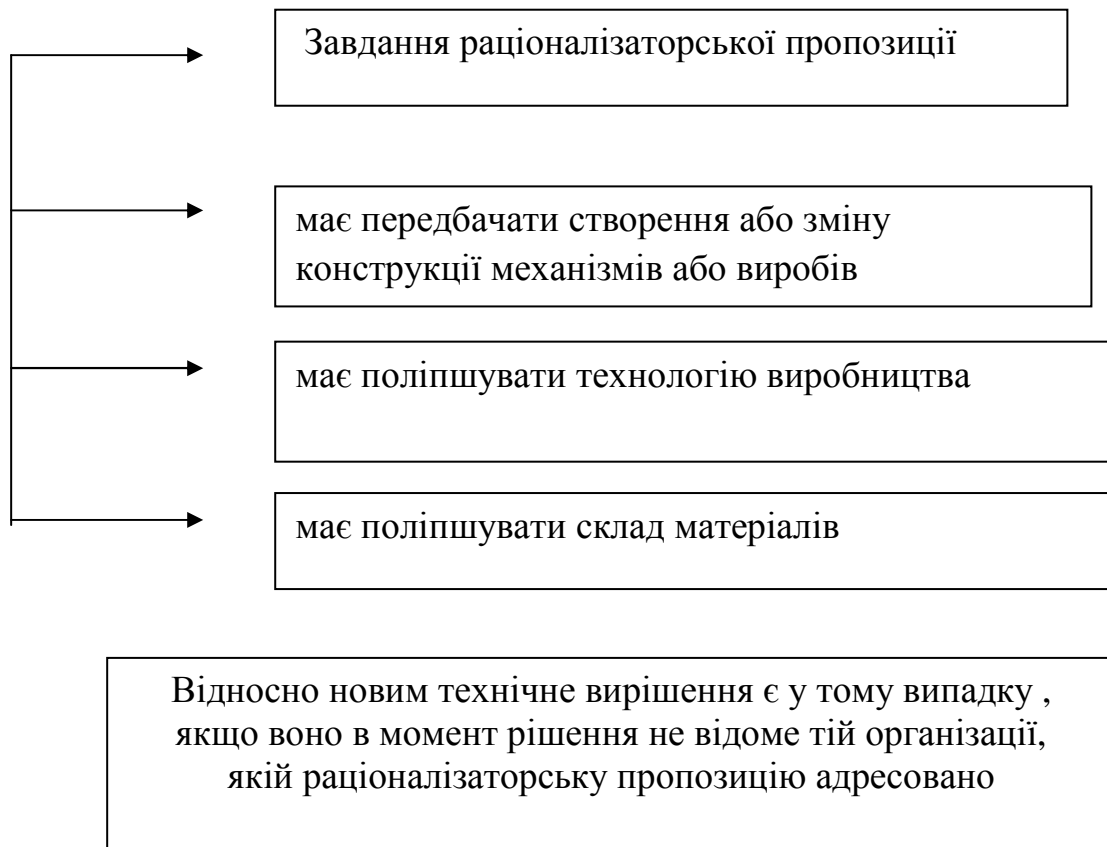 Завдання раціоналізаторської пропозиції
має передбачати створення або зміну
конструкції механізмів або виробів
має поліпшувати технологію виробництва
має поліпшувати склад матеріалів
Відносно новим технічне вирішення є у тому випадку ,
якщо воно в момент рішення не відоме тій організації,
якій раціоналізаторську пропозицію адресовано